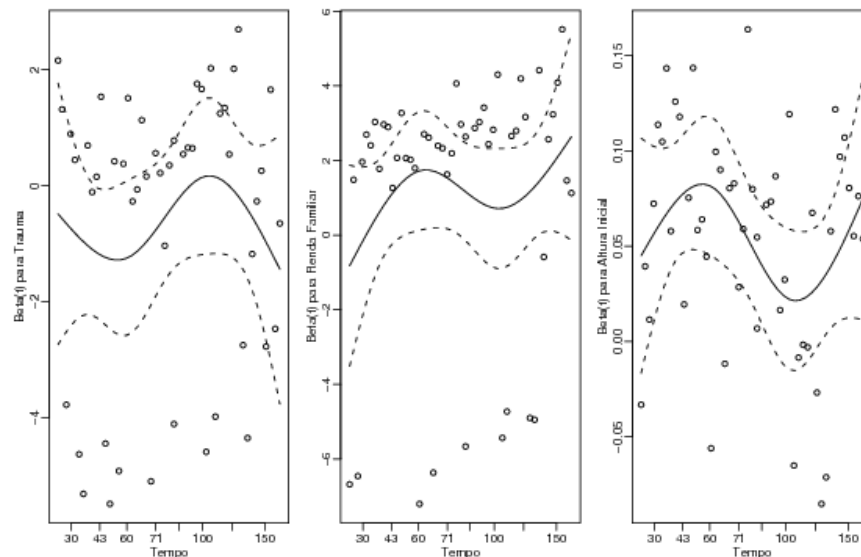 Beta(t) para Trauma
2
0
-2
-4
30 43 60 71 100 150
Tempo
Beta(t) para Renda Familiar
6
4
2
0
-2
-4
-6
30 43 60 71 100 150
Tempo
Beta(t) para Altura Inicial
0.15
0.10
0.05
0.00
-0.05
30 43 60 71 100 150
Tempo